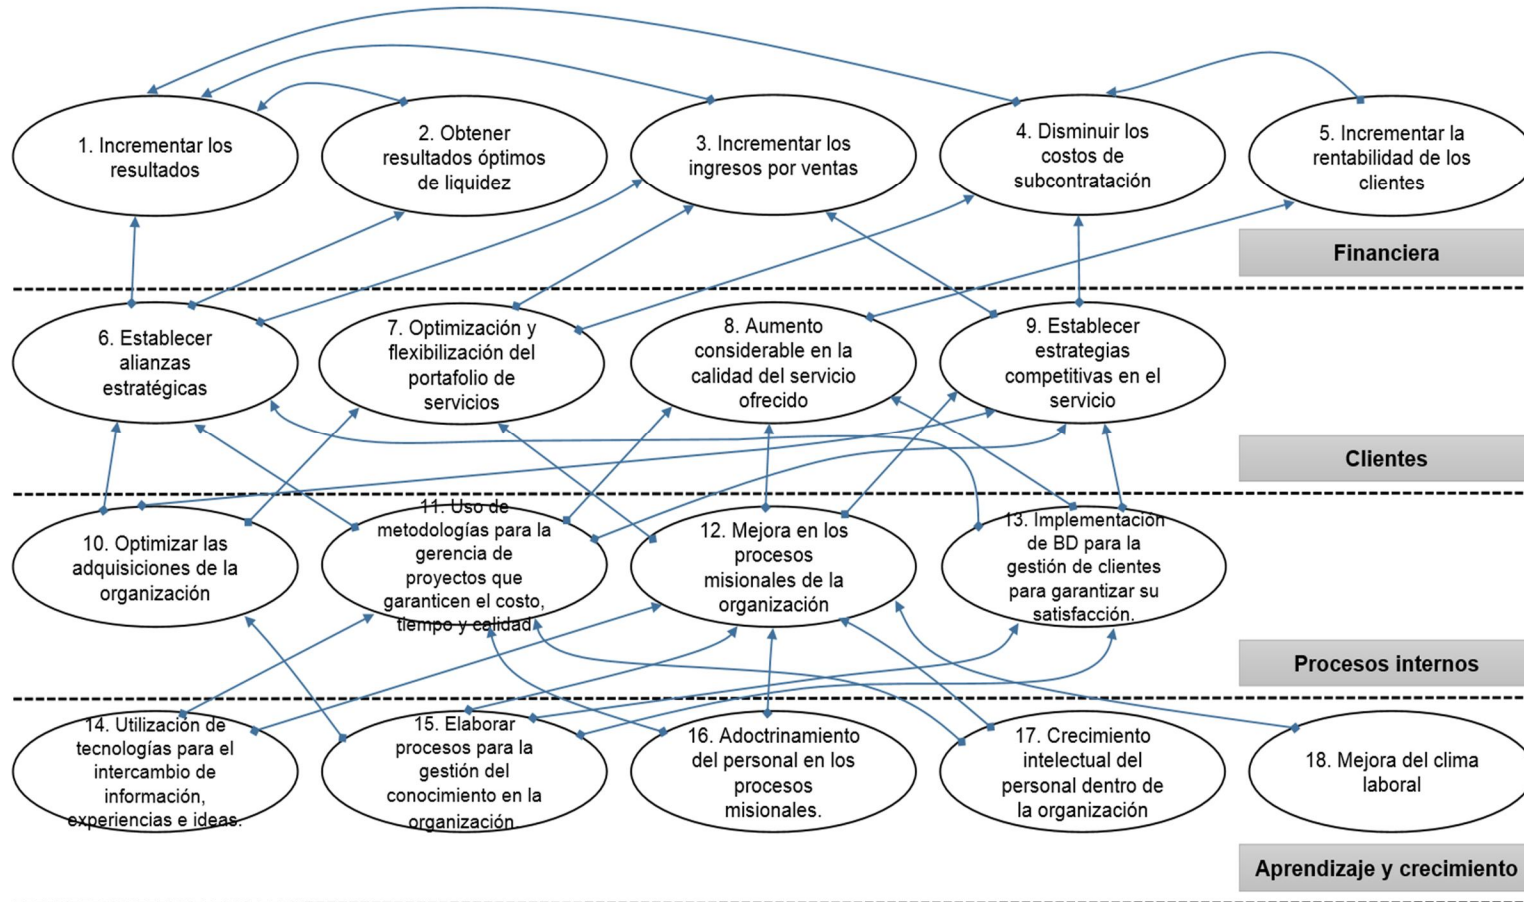 1. Incrementar los
resultados
2. Obtener
resultados óptimos
de liquidez
3. Incrementar los
ingresos por ventas
4. Disminuir los
costos de
subcontratación
5. Incrementar la
rentabilidad de los
clientes
Financiera
6. Establecer
alianzas
estratégicas
7. Optimización y
flexibilización del
portafolio de
servicios
8. Aumento
considerable en la
calidad del servicio
ofrecido
9. Establecer
estrategias
competitivas en el
servicio
Clientes
10. Optimizar las
adquisiciones de la
organización
11. Uso de
metodologías para la
gerencia de
proyectos que
garanticen el costo,
tiempo y calidad
12. Mejora en los
procesos
misionales de la
organización
13. Implementación
de BD para la
gestión de clientes
para garantizar su
satisfacción.
Procesos internos
14. Utilización de
tecnologías para el
intercambio de
información,
experiencias e ideas.
15. Elaborar
procesos para la
gestión del
conocimiento en la
organización
16. Adoctrinamiento
del personal en los
procesos
misionales.
17. Crecimiento
intelectual del
personal dentro de
la organización
18. Mejora del clima
laboral
Aprendizaje y crecimiento